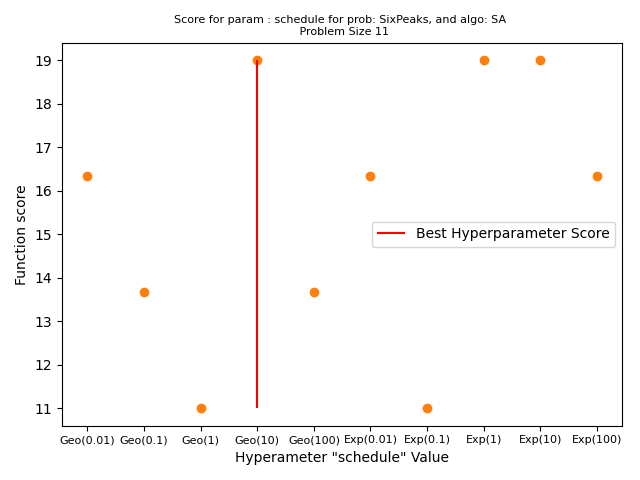 Score for param : schedule for prob: SixPeaks, and algo: SA
Problem Size 11
Function score
19
18
17
16
15
14
13
12
11
Best Hyperparameter Score
Geo(0.01) Geo(0.1) Geo(1) Geo(10) Geo(100) Exp(0.01) Exp(0.1) Exp(1) Exp(10) Exp(100)
Hyperameter "schedule" Value